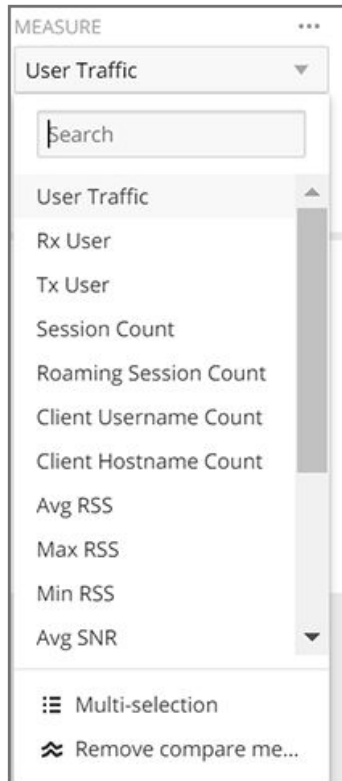 MEASURE
User Traffic
Search
User Traffic
Rx User
Tx User
Session Count
Roaming Session Count
Client Username Count
Client Hostname Count
Avg RSS
Max RSS
Min RSS
Avg SNR
Multi-selection
Remove compare me...